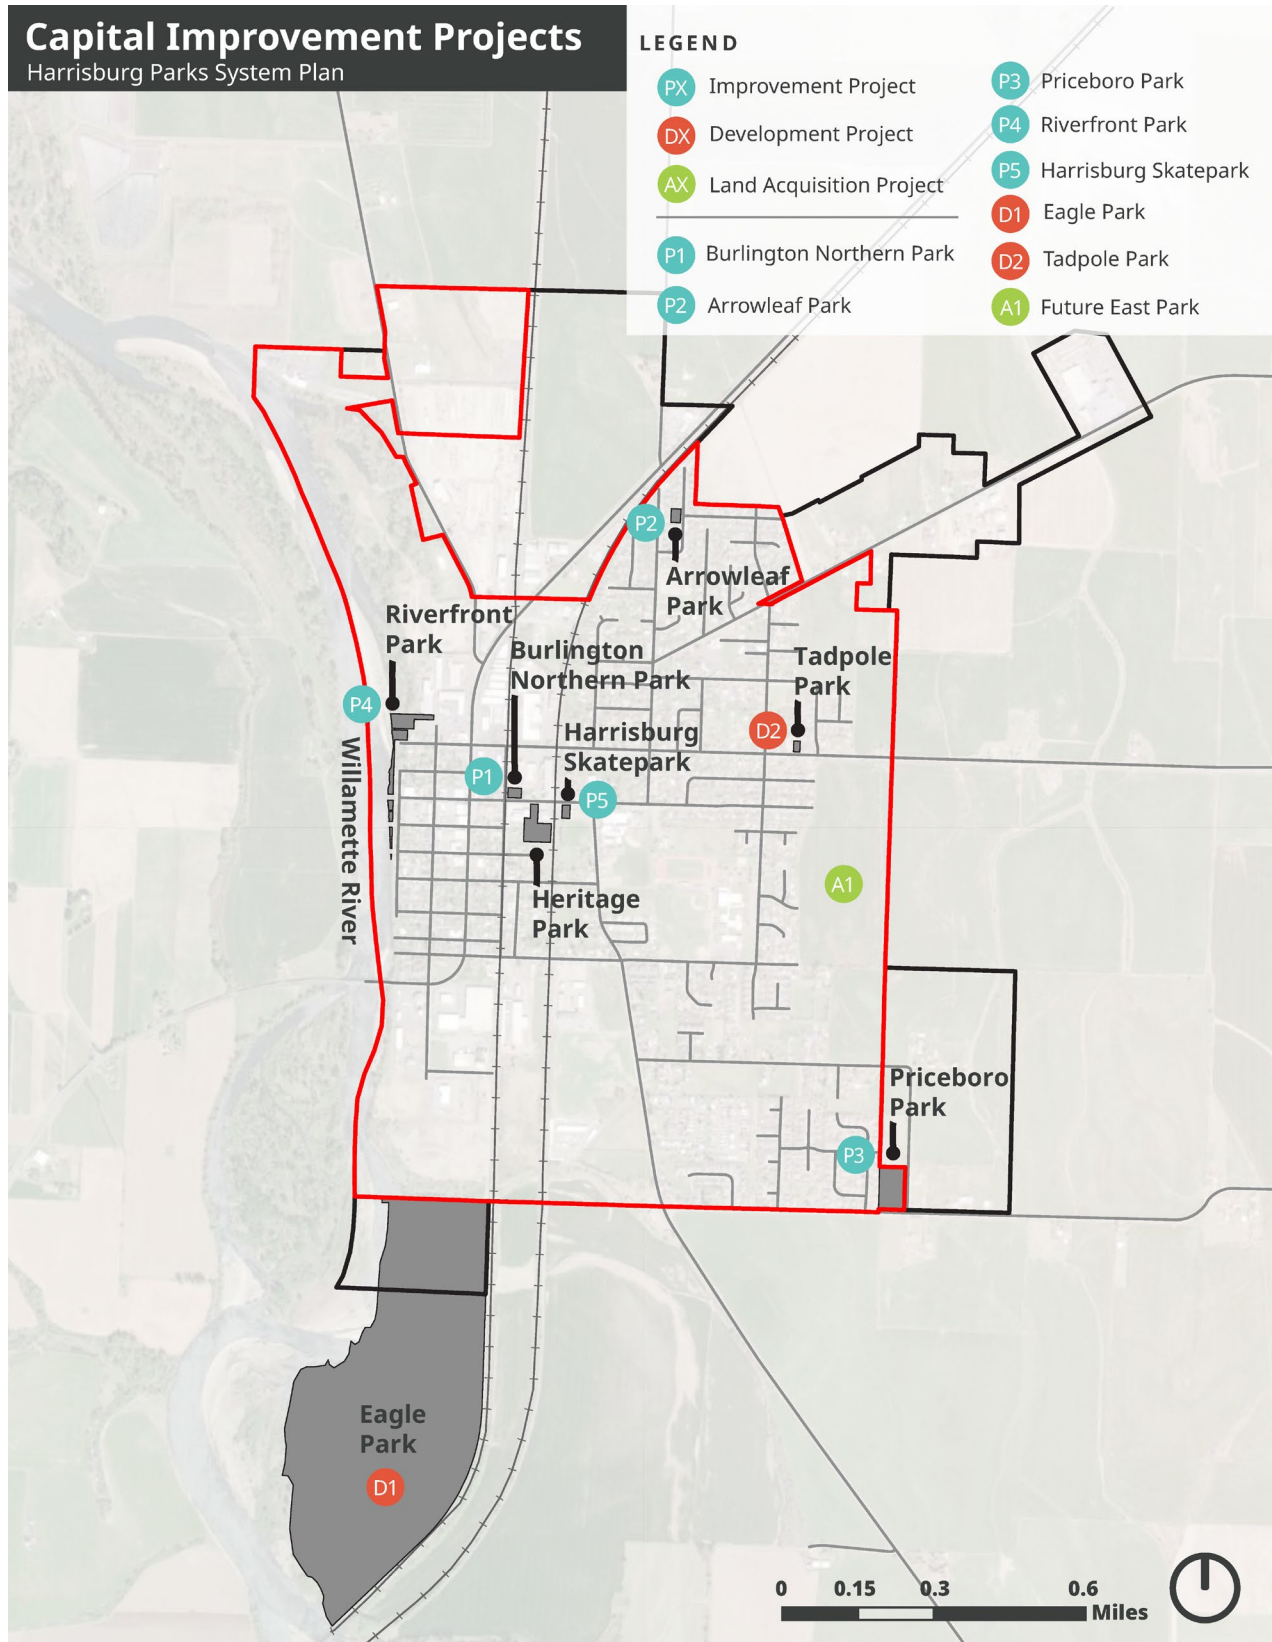 Capital Improvement Projects
Harrisburg Parks System Plan
LEGEND
PX Improvement Project
DX Development Project
AX Land Acquisition Project
P1 Burlington Northern Park
P2 Arrowleaf Park
P3 Priceboro Park
P4 Riverfront Park
P5 Harrisburg Skatepark
D1 Eagle Park
D2 Tadpole Park
A1 Future East Park
P2
Arrowleaf
Park
Riverfront
Park
P4
Burlington
Northern Park
P1
Tadpole
Park
D2
Harrisburg
Skatepark
P5
Willamette River
A1
Heritage
Park
Priceboro
Park
P3
Eagle
Park
D1
0 0.15 0.3 0.6
Miles